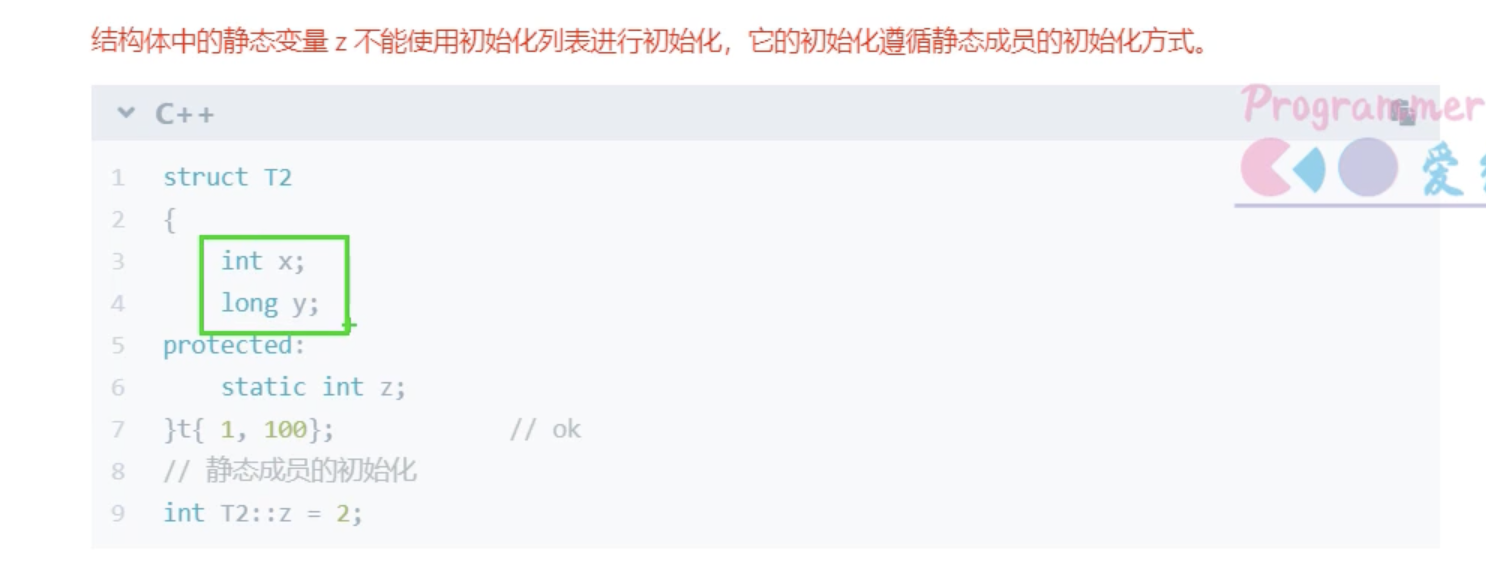 结构体中的静态变量 z 不能使用初始化列表进行初始化，它的初始化遵循静态成员的初始化方式。
C++
Programmer
爱
1 struct T2
2 {
3 int x;
4 long y;
5 protected:
6 static int z;
7 }t{ 1, 100}; // ok
8 // 静态成员的初始化
9 int T2::z = 2;